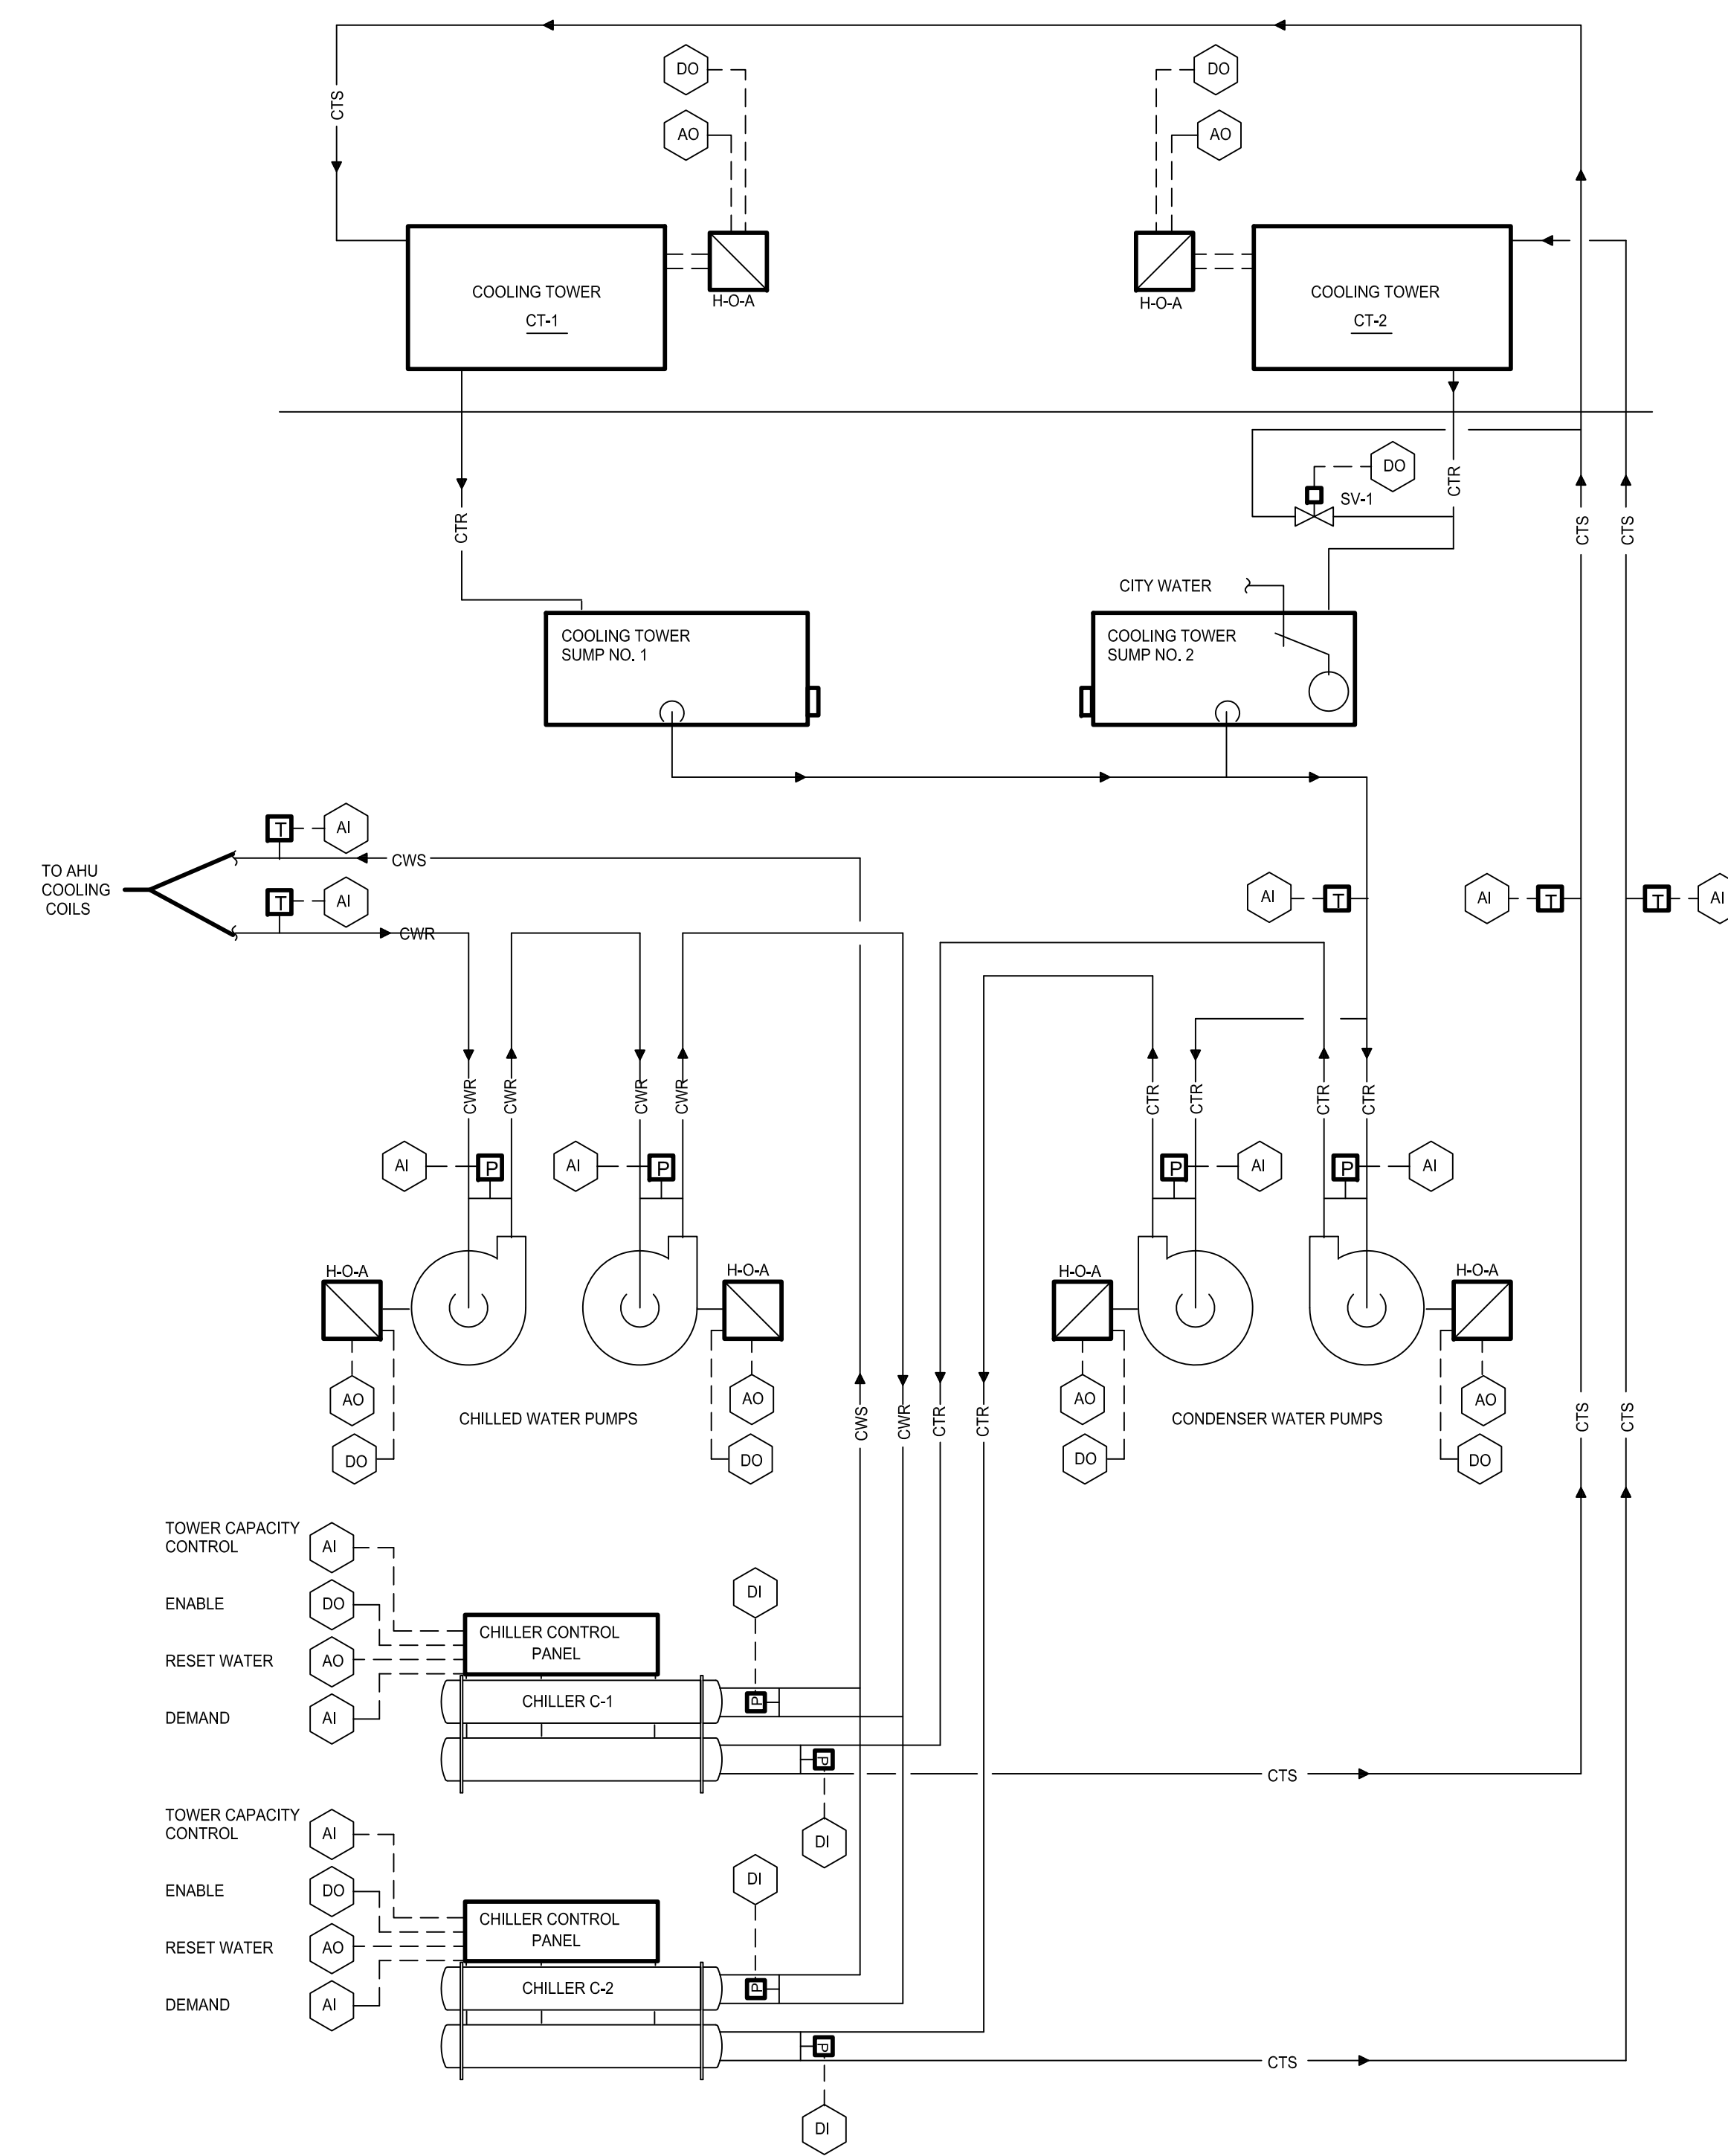 DO
DO
CTS
AO
AO
COOLING TOWER
CT-1
H-O-A
H-O-A
COOLING TOWER
CT-2
DO
SV-1
CTR
CTR
CTS
CTS
CITY WATER
COOLING TOWER
SUMP NO. 1
COOLING TOWER
SUMP NO. 2
T
AI
CWS
TO AHU
COOLING
COILS
T
AI
CWR
AI
T
AI
T
T
AI
CWR
CWR
CWR
CWR
CTR
CTR
CTR
CTR
AI
P
AI
P
P
AI
P
AI
H-O-A
H-O-A
H-O-A
H-O-A
AO
AO
AO
AO
CHILLED WATER PUMPS
CWS
CWR
CTR
CTR
CONDENSER WATER PUMPS
CTS
CTS
DO
DO
DO
DO
TOWER CAPACITY
CONTROL
AI
ENABLE
DO
RESET WATER
AO
DEMAND
AI
CHILLER CONTROL
PANEL
CHILLER C-1
DI
P
P
CTS
DI
TOWER CAPACITY
CONTROL
AI
ENABLE
DO
RESET WATER
AO
DEMAND
AI
CHILLER CONTROL
PANEL
CHILLER C-2
DI
P
P
CTS
DI